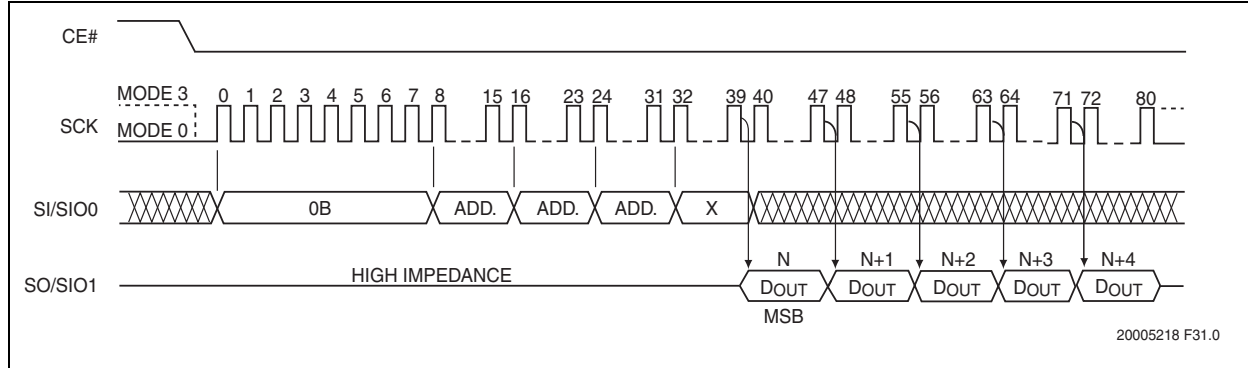 CE#
MODE 3
0 1 2 3 4 5 6 7 8 15 16 23 24 31 32 39 40 47 48 55 56 63 64 71 72 80
SCK
MODE 0
SI/SIO0
0B
ADD.
ADD.
ADD.
X
N N+1 N+2 N+3 N+4
SO/SIO1
HIGH IMPEDANCE
DOUT DOUT DOUT DOUT DOUT
MSB
20005218 F31.0